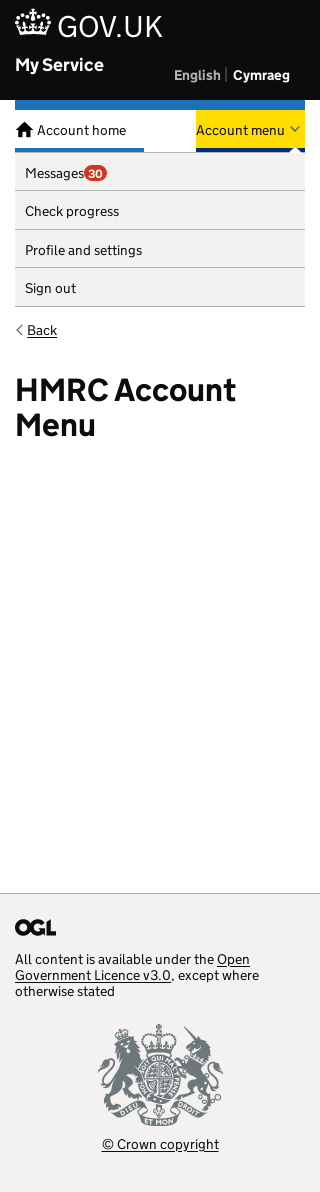 GOV.UK
My Service
English Cymraeg
Account home
Account menu
Messages 30
Check progress
Profile and settings
Sign out
Back
HMRC Account
Menu
OGL
All content is available under the Open
Government Licence v3.0, except where
otherwise stated
DIEU ET MON DROIT
© Crown copyright